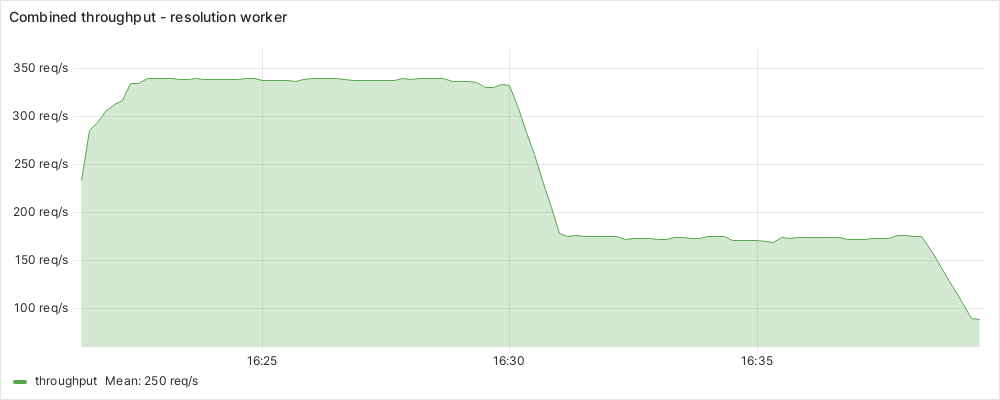 Combined throughput - resolution worker
350 req/s
300 req/s
250 req/s
200 req/s
150 req/s
100 req/s
16:25 16:30 16:35
throughput Mean: 250 req/s